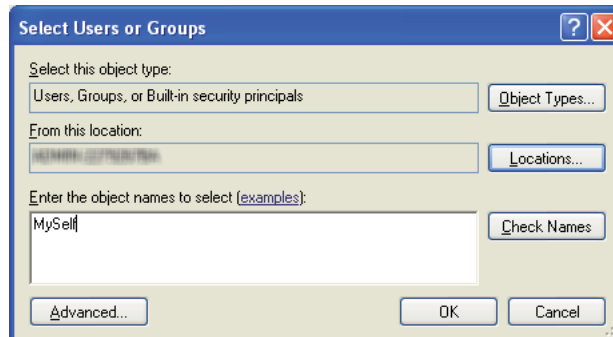 Select Users or Groups
Select this object type:
Users, Groups, or Built-in security principals
Object Types...
From this location:
Locations...
Enter the object names to select (examples):
MySelf
Check Names
Advanced...
OK
Cancel